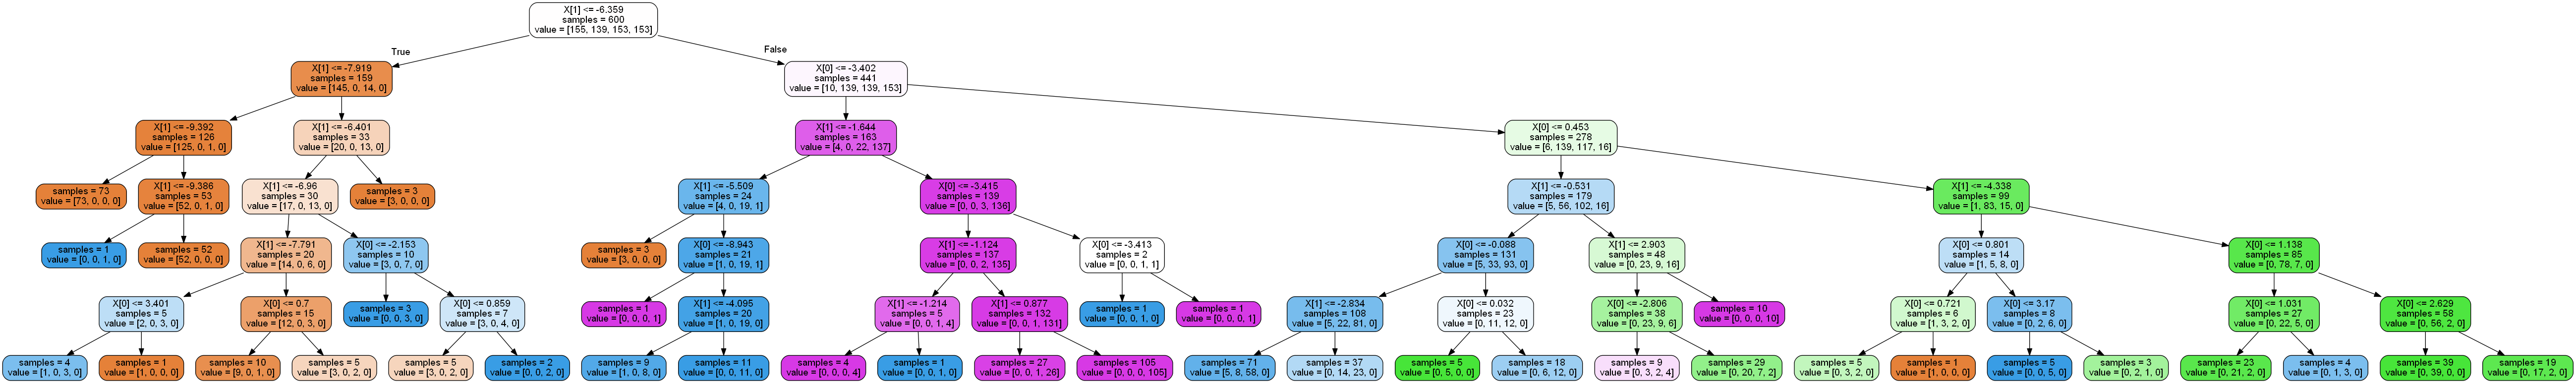 X[1] <= -6.359
samples = 600
value = [155, 139, 153, 153]
True
False
X[1] <= -7.919
samples = 159
value = [145, 0, 14, 0]
X[0] <= -3.402
samples = 441
value = [10, 139, 139, 153]
X[1] <= -9.392
samples = 126
value = [125, 0, 1, 0]
X[1] <= -6.401
samples = 33
value = [20, 0, 13, 0]
X[1] <= -1.644
samples = 163
value = [4, 0, 22, 137]
X[0] <= 0.453
samples = 278
value = [6, 139, 117, 16]
samples = 73
value = [73, 0, 0, 0]
X[1] <= -9.386
samples = 53
value = [52, 0, 1, 0]
X[1] <= -6.96
samples = 30
value = [17, 0, 13, 0]
samples = 3
value = [3, 0, 0, 0]
X[1] <= -5.509
samples = 24
value = [4, 0, 19, 1]
X[0] <= -3.415
samples = 139
value = [0, 0, 3, 136]
X[1] <= -0.531
samples = 179
value = [5, 56, 102, 16]
X[1] <= -4.338
samples = 99
value = [1, 83, 15, 0]
samples = 1
value = [0, 0, 1, 0]
samples = 52
value = [52, 0, 0, 0]
X[1] <= -7.791
samples = 20
value = [14, 0, 6, 0]
X[0] <= -2.153
samples = 10
value = [3, 0, 7, 0]
samples = 3
value = [3, 0, 0, 0]
X[0] <= -8.943
samples = 21
value = [1, 0, 19, 1]
X[1] <= -1.124
samples = 137
value = [0, 0, 2, 135]
X[0] <= -3.413
samples = 2
value = [0, 0, 1, 1]
X[0] <= -0.088
samples = 131
value = [5, 33, 93, 0]
X[1] <= 2.903
samples = 48
value = [0, 23, 9, 16]
X[0] <= 0.801
samples = 14
value = [1, 5, 8, 0]
X[0] <= 1.138
samples = 85
value = [0, 78, 7, 0]
X[0] <= 3.401
samples = 5
value = [2, 0, 3, 0]
X[0] <= 0.7
samples = 15
value = [12, 0, 3, 0]
samples = 3
value = [0, 0, 3, 0]
X[0] <= 0.859
samples = 7
value = [3, 0, 4, 0]
samples = 1
value = [0, 0, 0, 1]
X[1] <= -4.095
samples = 20
value = [1, 0, 19, 0]
X[1] <= -1.214
samples = 5
value = [0, 0, 1, 4]
X[1] <= 0.877
samples = 132
value = [0, 0, 1, 131]
samples = 1
value = [0, 0, 1, 0]
samples = 1
value = [0, 0, 0, 1]
X[1] <= -2.834
samples = 108
value = [5, 22, 81, 0]
X[0] <= 0.032
samples = 23
value = [0, 11, 12, 0]
X[0] <= -2.806
samples = 38
value = [0, 23, 9, 6]
samples = 10
value = [0, 0, 0, 10]
X[0] <= 0.721
samples = 6
value = [1, 3, 2, 0]
X[0] <= 3.17
samples = 8
value = [0, 2, 6, 0]
X[0] <= 1.031
samples = 27
value = [0, 22, 5, 0]
X[0] <= 2.629
samples = 58
value = [0, 56, 2, 0]
samples = 4
value = [1, 0, 3, 0]
samples = 1
value = [1, 0, 0, 0]
samples = 10
value = [9, 0, 1, 0]
samples = 5
value = [3, 0, 2, 0]
samples = 5
value = [3, 0, 2, 0]
samples = 2
value = [0, 0, 2, 0]
samples = 9
value = [1, 0, 8, 0]
samples = 11
value = [0, 0, 11, 0]
samples = 4
value = [0, 0, 0, 4]
samples = 1
value = [0, 0, 1, 0]
samples = 27
value = [0, 0, 1, 26]
samples = 105
value = [0, 0, 0, 105]
samples = 71
value = [5, 8, 58, 0]
samples = 37
value = [0, 14, 23, 0]
samples = 5
value = [0, 5, 0, 0]
samples = 18
value = [0, 6, 12, 0]
samples = 9
value = [0, 3, 2, 4]
samples = 29
value = [0, 20, 7, 2]
samples = 5
value = [0, 3, 2, 0]
samples = 1
value = [1, 0, 0, 0]
samples = 5
value = [0, 0, 5, 0]
samples = 3
value = [0, 2, 1, 0]
samples = 23
value = [0, 21, 2, 0]
samples = 4
value = [0, 1, 3, 0]
samples = 39
value = [0, 39, 0, 0]
samples = 19
value = [0, 17, 2, 0]